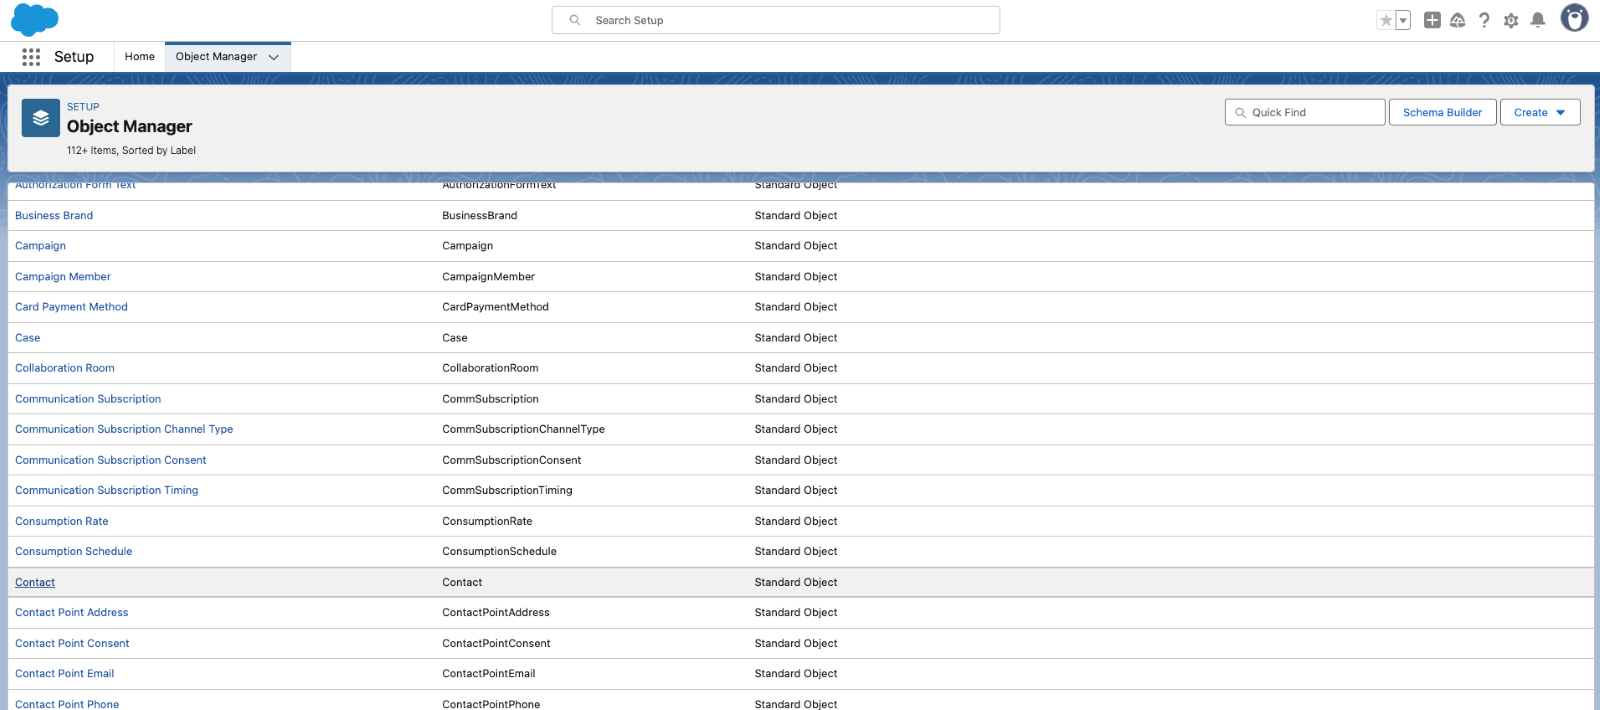 Search Setup
Setup Home Object Manager
SETUP
Object Manager
112+ Items, Sorted by Label
Quick Find Schema Builder Create
Authorization Form Text AuthorizationFormText Standard Object
Business Brand BusinessBrand Standard Object
Campaign Campaign Standard Object
Campaign Member CampaignMember Standard Object
Card Payment Method CardPaymentMethod Standard Object
Case Case Standard Object
Collaboration Room CollaborationRoom Standard Object
Communication Subscription CommSubscription Standard Object
Communication Subscription Channel Type CommSubscriptionChannelType Standard Object
Communication Subscription Consent CommSubscriptionConsent Standard Object
Communication Subscription Timing CommSubscriptionTiming Standard Object
Consumption Rate ConsumptionRate Standard Object
Consumption Schedule ConsumptionSchedule Standard Object
Contact Contact Standard Object
Contact Point Address ContactPointAddress Standard Object
Contact Point Consent ContactPointConsent Standard Object
Contact Point Email ContactPointEmail Standard Object
Contact Point Phone ContactPointPhone Standard Object